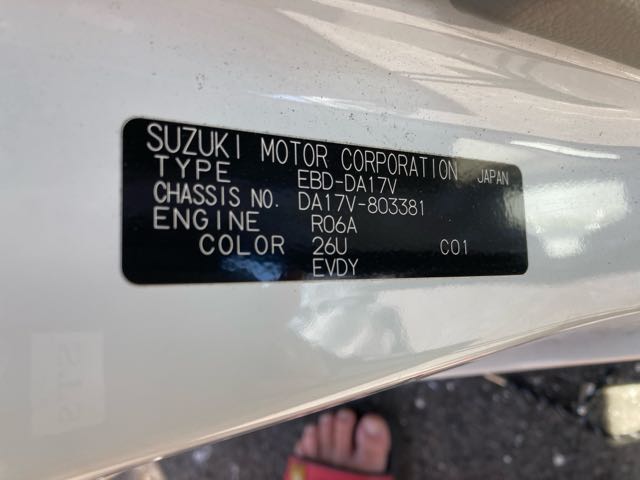 SUZUKI MOTOR CORPORATION JAPAN
TYPE EBD-DA17V
CHASSIS NO. DA17V-803381
ENGINE R06A
COLOR 26U C01
EVDY